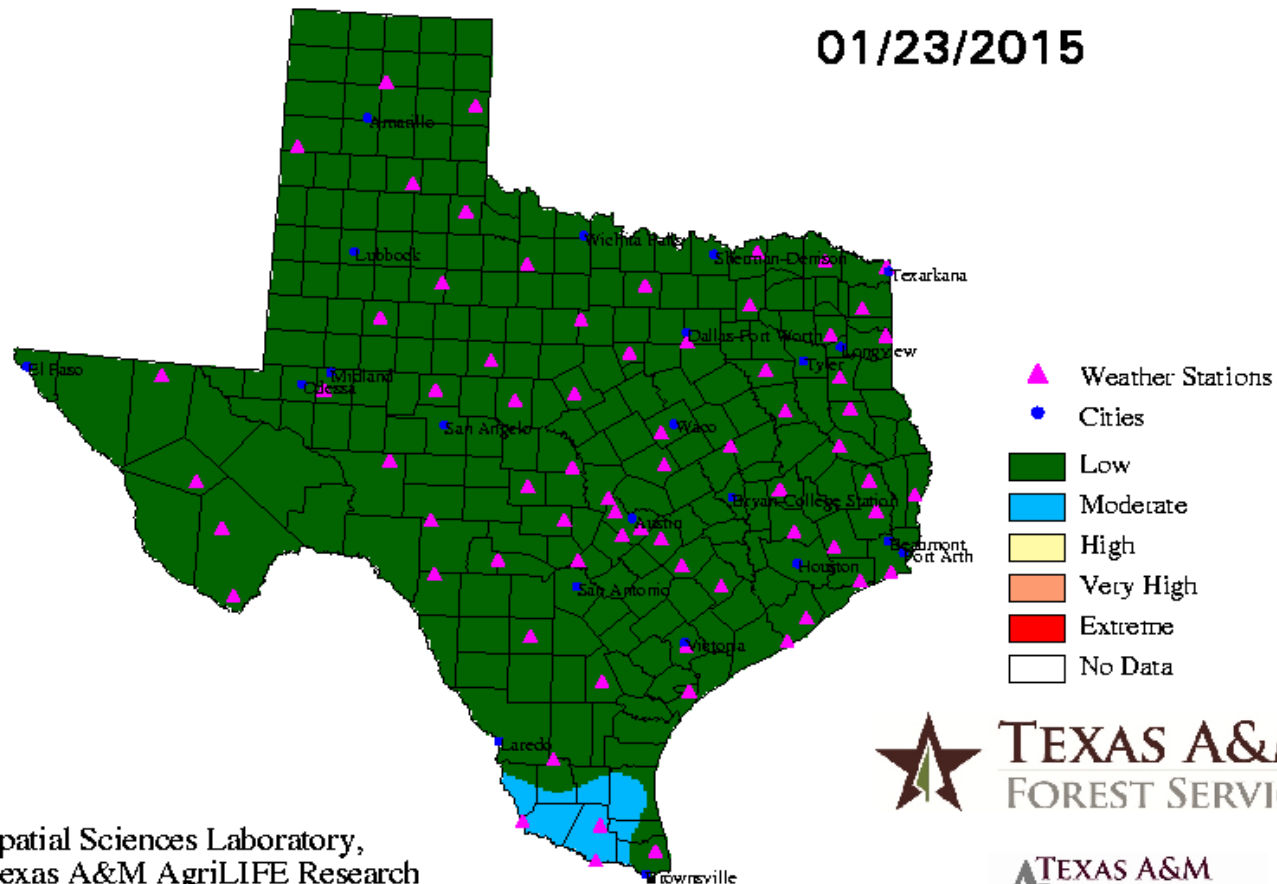 01/23/2015
Amarillo
Lubbock
Wichita Falls
Sherman-Denison
Texarkana
Dallas-Fort Worth
Longview
Tyler
El Paso
Midland
Odessa
San Angelo
Waco
Bryan-College Station
Austin
Beaumont
Port Arth
Houston
San Antonio
Victoria
Laredo
Brownsville
Weather Stations
Cities
Low
Moderate
High
Very High
Extreme
No Data
TEXAS A&M
FOREST SERVIC
patial Sciences Laboratory,
exas A&M AgriLIFE Research
TEXAS A&M